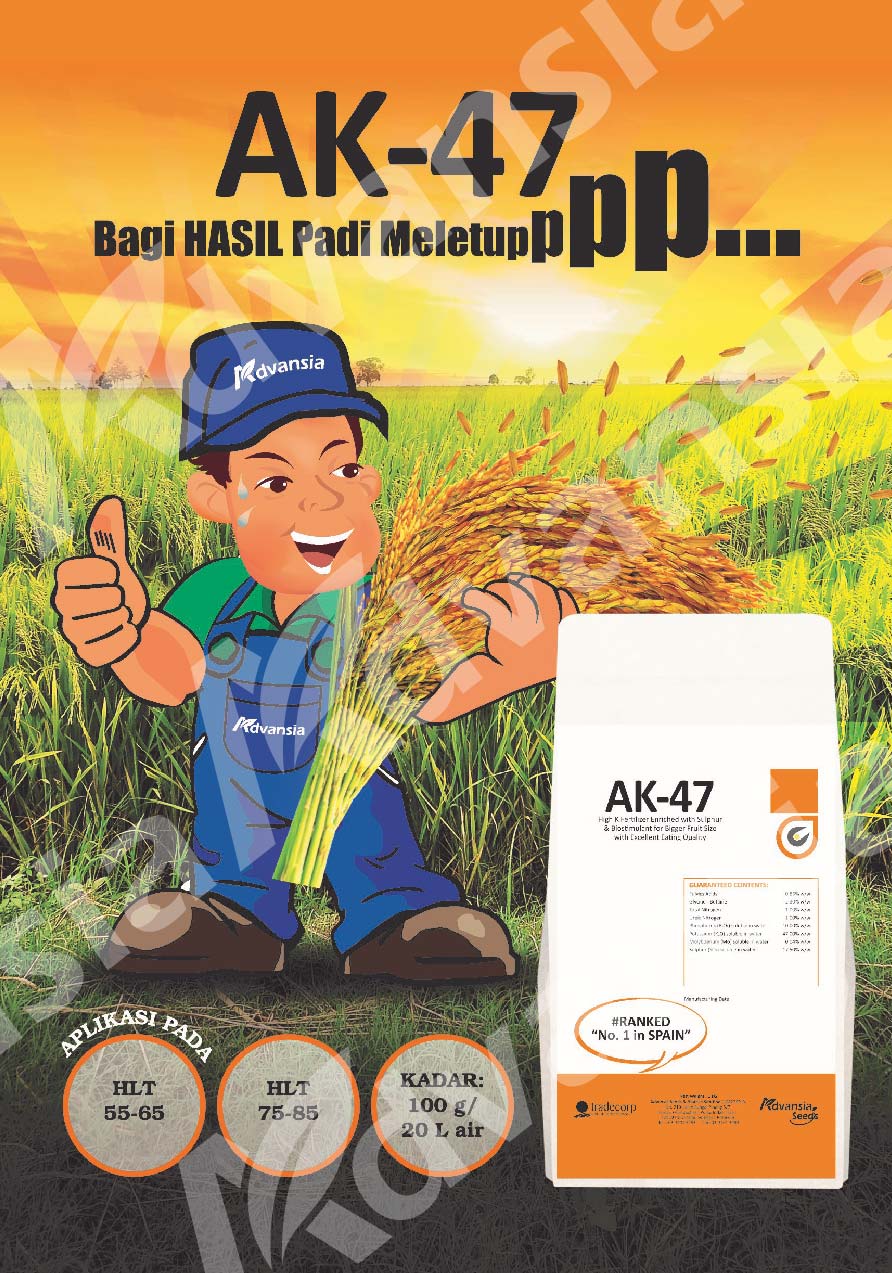 AK-47
Bagi HASIL Padi Meletuppppp...
Advansia
Advansia
AK-47
High K Fertilizer Enriched with Sulphur
& Biostimulant for Bigger Fruit Size
with Excellent Eating Quality
GUARANTEED CONTENTS:
Manufacturing Date
#RANKED
“No. 1 in SPAIN”
tradecorp
Advansia
Seeds
APLIKASI PADA
HLT
55-65
HLT
75-85
KADAR:
100 g/
20 L air